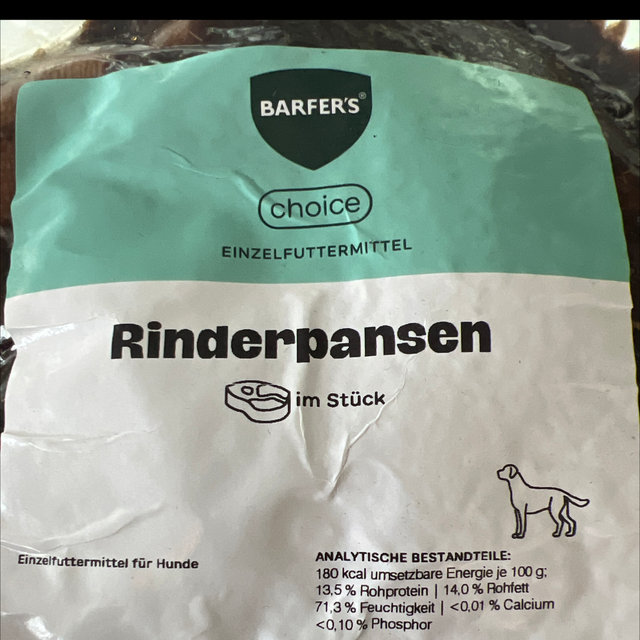 BARFER'S®
choice
EINZELFUTTERMITTEL
Rinderpansen
im Stück
Einzelfuttermittel für Hunde
ANALYTISCHE BESTANDTEILE:
180 kcal umsetzbare Energie je 100 g;
13,5 % Rohprotein | 14,0 % Rohfett
71,3 % Feuchtigkeit | <0,01 % Calcium
<0,10 % Phosphor